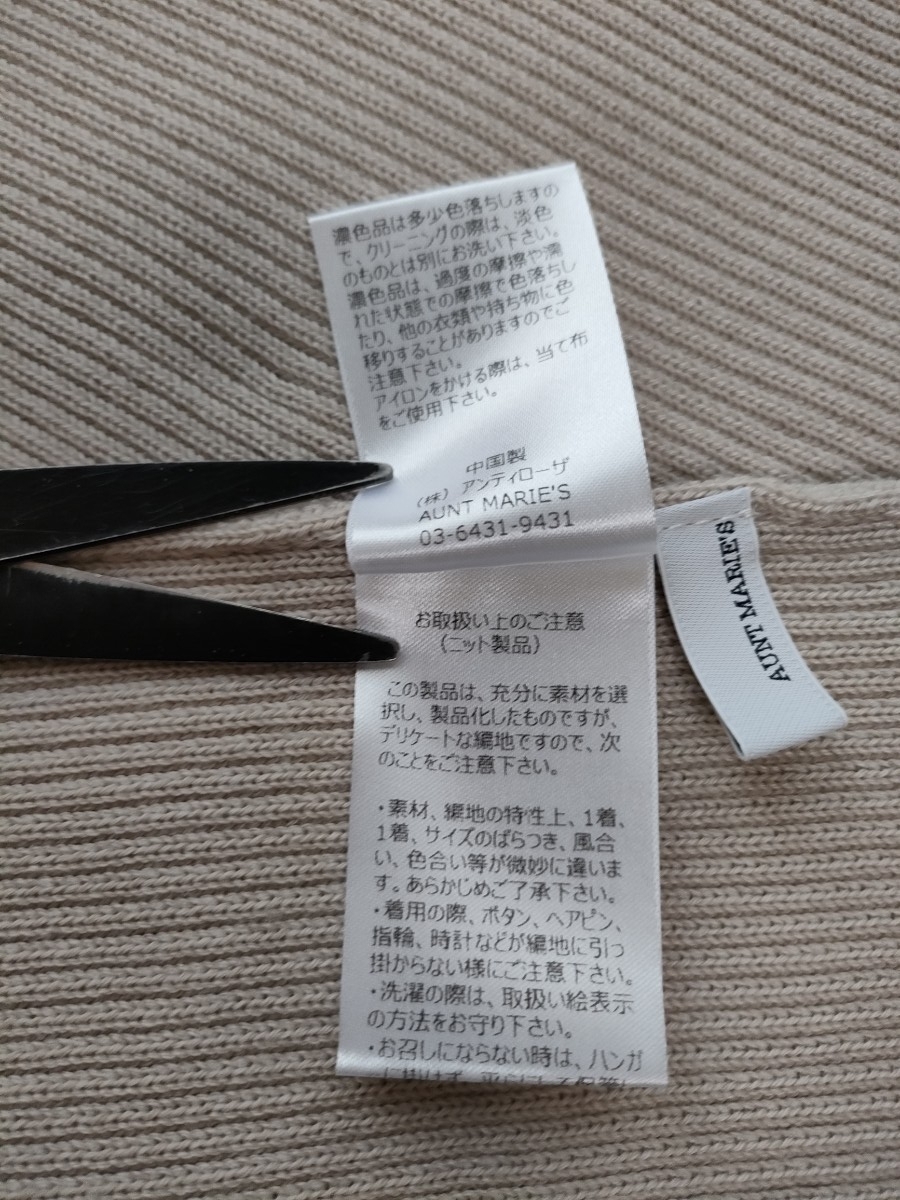 濃色品は多少色落ちしますの
で、クリーニングの際は、淡色
のものとは別にお洗い下さい。
濃色品は、過度の摩擦や濡
れた状態での摩擦で色落ちし
たり、他の衣類や持ち物に色
移りすることがありますのでご
注意下さい。
アイロンをかける際は、当て布
をご使用下さい。
中国製
(株) アンティローザ
AUNT MARIE'S
03-6431-9431
お取扱い上のご注意
(ニット製品)
この製品は、充分に素材を選
択し、製品化したものですが、
デリケートな編地ですので、次
のことをご注意下さい。
・素材、編地の特性上、1着、
1着、サイズのばらつき、風合
い、色合い等が微妙に違いま
す。あらかじめご了承下さい。
・着用の際、ボタン、ヘアピン、
指輪、時計などが編地に引っ
掛からない様にご注意下さい。
・洗濯の際は、取扱い絵表示
の方法をお守り下さい。
・お召しにならない時は、ハンガ
AUNT MARIE'S